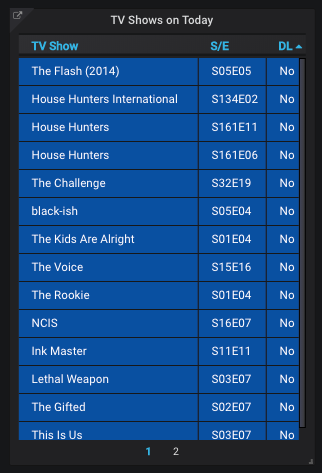 TV Shows on Today
TV Show S/E DL
The Flash (2014) S05E05 No
House Hunters International S134E02 No
House Hunters S161E11 No
House Hunters S161E06 No
The Challenge S32E19 No
black-ish S05E04 No
The Kids Are Alright S01E04 No
The Voice S15E16 No
The Rookie S01E04 No
NCIS S16E07 No
Ink Master S11E11 No
Lethal Weapon S03E07 No
The Gifted S02E07 No
This Is Us S03E07 No
1 2